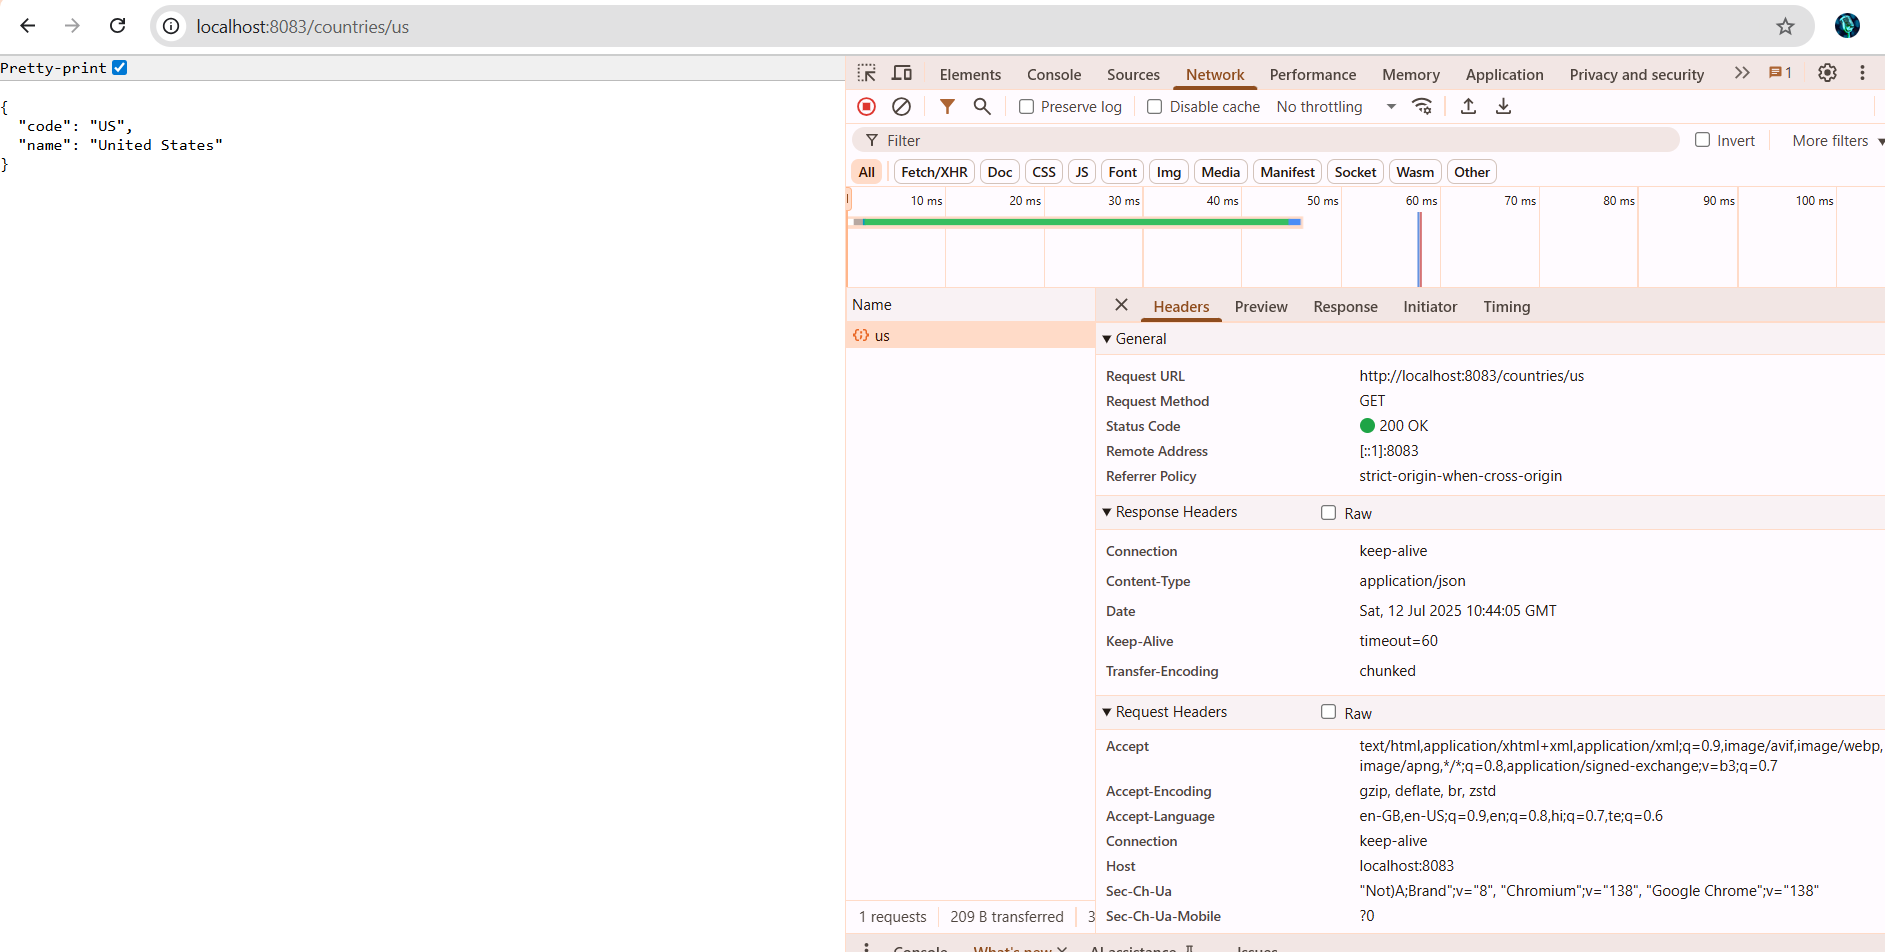 localhost:8083/countries/us
Pretty-print
{
"code": "US",
"name": "United States"
}
Elements Console Sources Network Performance Memory Application Privacy and security 1
Preserve log Disable cache No throttling
Filter Invert More filters
All Fetch/XHR Doc CSS JS Font Img Media Manifest Socket Wasm Other
10 ms 20 ms 30 ms 40 ms 50 ms 60 ms 70 ms 80 ms 90 ms 100 ms
Name
us
Headers Preview Response Initiator Timing
General
Request URL http://localhost:8083/countries/us
Request Method GET
Status Code 200 OK
Remote Address [::1]:8083
Referrer Policy strict-origin-when-cross-origin
Response Headers Raw
Connection keep-alive
Content-Type application/json
Date Sat, 12 Jul 2025 10:44:05 GMT
Keep-Alive timeout=60
Transfer-Encoding chunked
Request Headers Raw
Accept text/html,application/xhtml+xml,application/xml;q=0.9,image/avif,image/webp,
image/apng,*/*;q=0.8,application/signed-exchange;v=b3;q=0.7
Accept-Encoding gzip, deflate, br, zstd
Accept-Language en-GB,en-US;q=0.9,en;q=0.8,hi;q=0.7,te;q=0.6
Connection keep-alive
Host localhost:8083
Sec-Ch-Ua "Not)A;Brand";v="8", "Chromium";v="138", "Google Chrome";v="138"
Sec-Ch-Ua-Mobile ?0
1 requests 209 B transferred 3
Console What's new AI assistance Issues